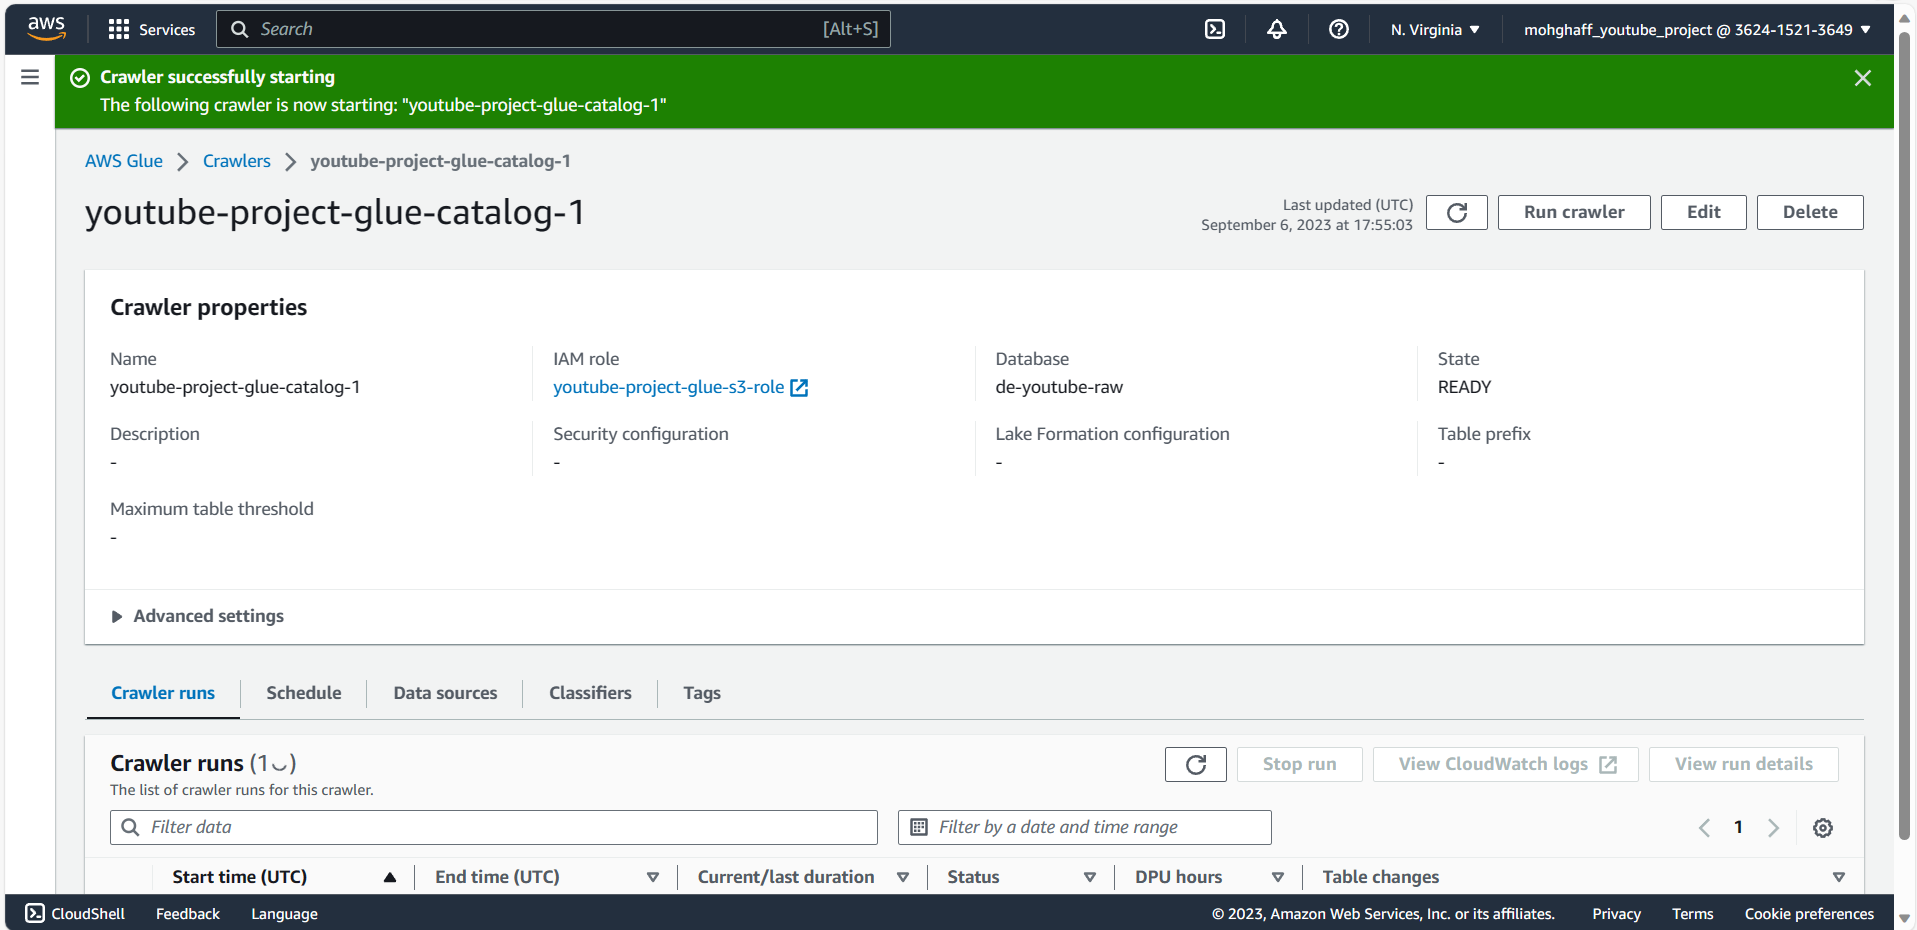 aws
Services
Search [Alt+S]
N. Virginia
mohghaff_youtube_project @ 3624-1521-3649
Crawler successfully starting
The following crawler is now starting: "youtube-project-glue-catalog-1"
AWS Glue
Crawlers
youtube-project-glue-catalog-1
youtube-project-glue-catalog-1
Last updated (UTC)
September 6, 2023 at 17:55:03
Run crawler
Edit
Delete
Crawler properties
Name
youtube-project-glue-catalog-1
IAM role
youtube-project-glue-s3-role
Database
de-youtube-raw
State
READY
Description
-
Security configuration
-
Lake Formation configuration
-
Table prefix
-
Maximum table threshold
-
Advanced settings
Crawler runs
Schedule
Data sources
Classifiers
Tags
Crawler runs (1)
The list of crawler runs for this crawler.
Stop run
View CloudWatch logs
View run details
Filter data
Filter by a date and time range
1
Start time (UTC)
End time (UTC)
Current/last duration
Status
DPU hours
Table changes
CloudShell
Feedback
Language
© 2023, Amazon Web Services, Inc. or its affiliates.
Privacy
Terms
Cookie preferences